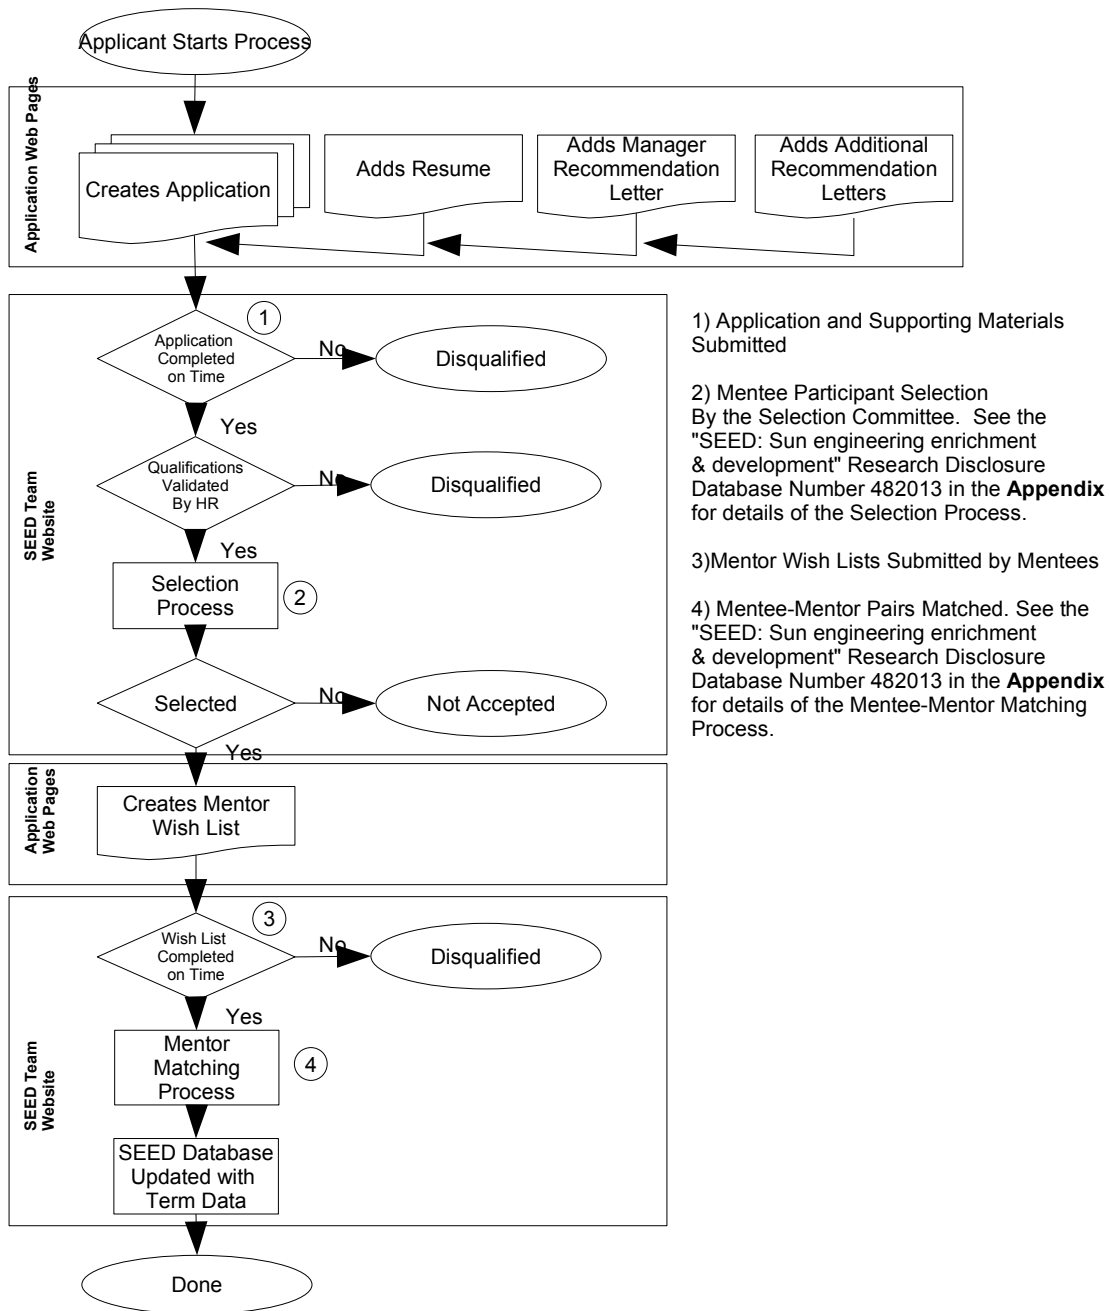 Applicant Starts Process
Application Web Pages
Creates Application
Adds Resume
Adds Manager
Recommendation
Letter
Adds Additional
Recommendation
Letters
SEED Team
Website
1
Application
Completed
on Time
No
Disqualified
Yes
Qualifications
Validated
By HR
No
Disqualified
Yes
Selection
Process
2
Selected
No
Not Accepted
Yes
1) Application and Supporting Materials
Submitted
2) Mentee Participant Selection
By the Selection Committee.  See the
"SEED: Sun engineering enrichment
& development" Research Disclosure
Database Number 482013 in the Appendix
for details of the Selection Process.
3)Mentor Wish Lists Submitted by Mentees
4) Mentee-Mentor Pairs Matched. See the
"SEED: Sun engineering enrichment
& development" Research Disclosure
Database Number 482013 in the Appendix
for details of the Mentee-Mentor Matching
Process.
Application
Web Pages
Creates Mentor
Wish List
SEED Team
Website
3
Wish List
Completed
on Time
No
Disqualified
Yes
Mentor
Matching
Process
4
SEED Database
Updated with
Term Data
Done